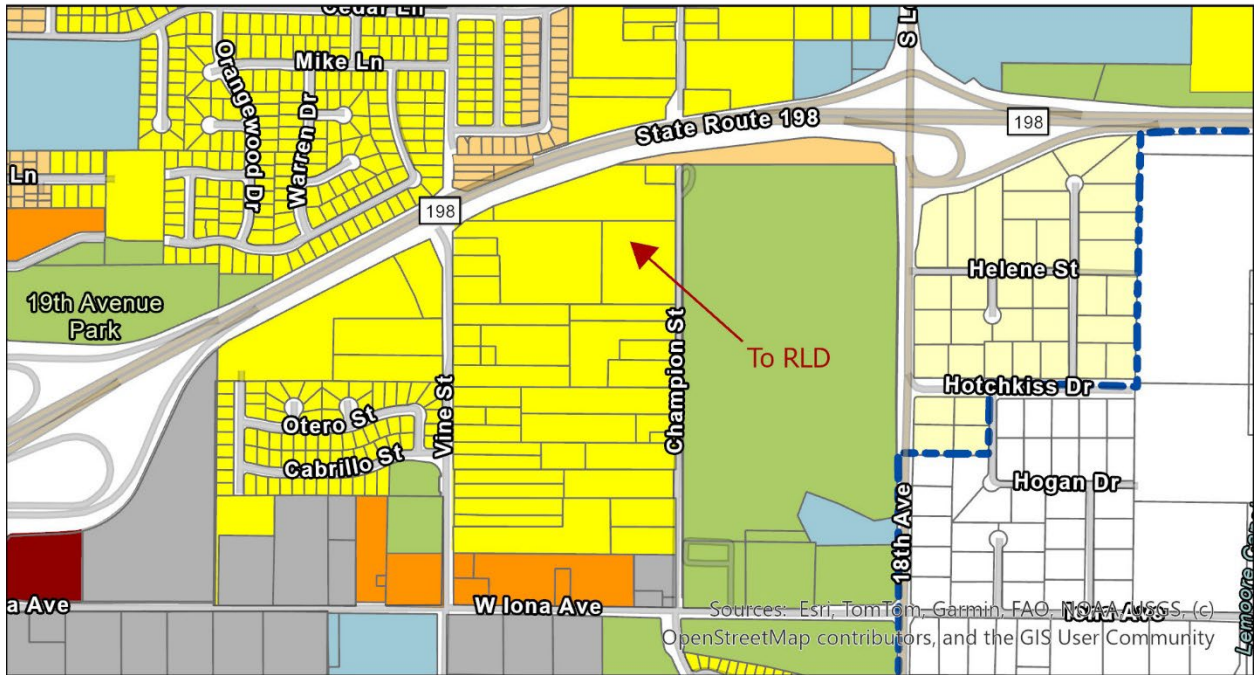 Cedar Ln
Mike Ln
Orangewood Dr
Warren Dr
State Route 198
198
198
Ln
19th Avenue
Park
Helene St
To RLD
Champion St
Hotchkiss Dr
Otero St
Vine St
Cabrillo St
Hogan Dr
18th Ave
a Ave
W Iona Ave
Iona Ave
Sources: Esri, TomTom, Garmin, FAO, NOAA, USGS, (c)
OpenStreetMap contributors, and the GIS User Community